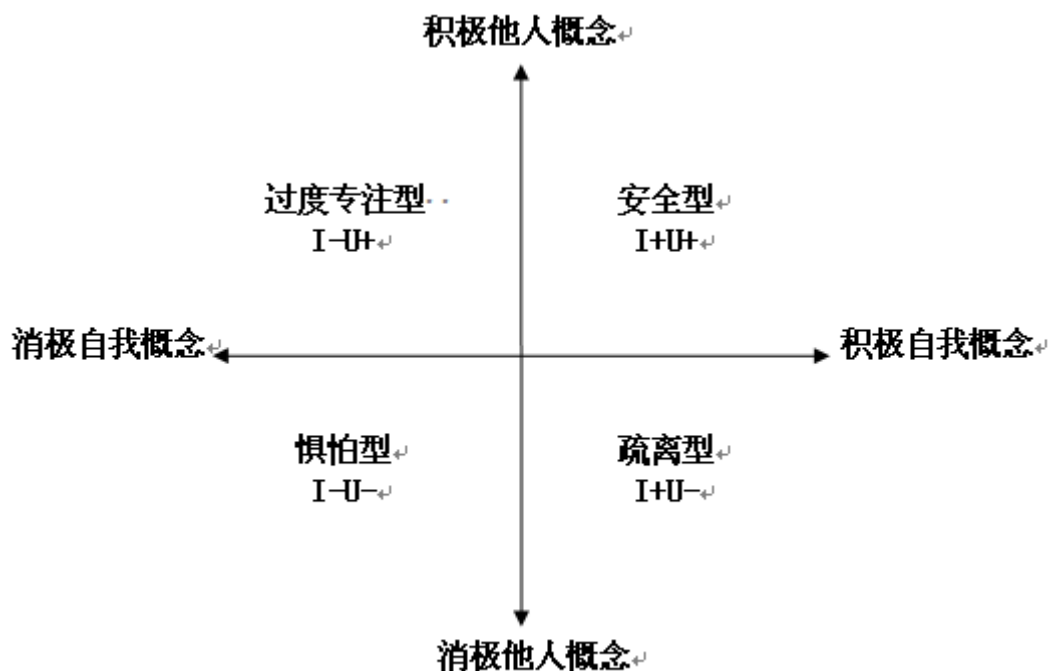 积极他人概念
过度专注型
I-U+
安全型
I+U+
消极自我概念
积极自我概念
惧怕型
I-U-
疏离型
I+U-
消极他人概念